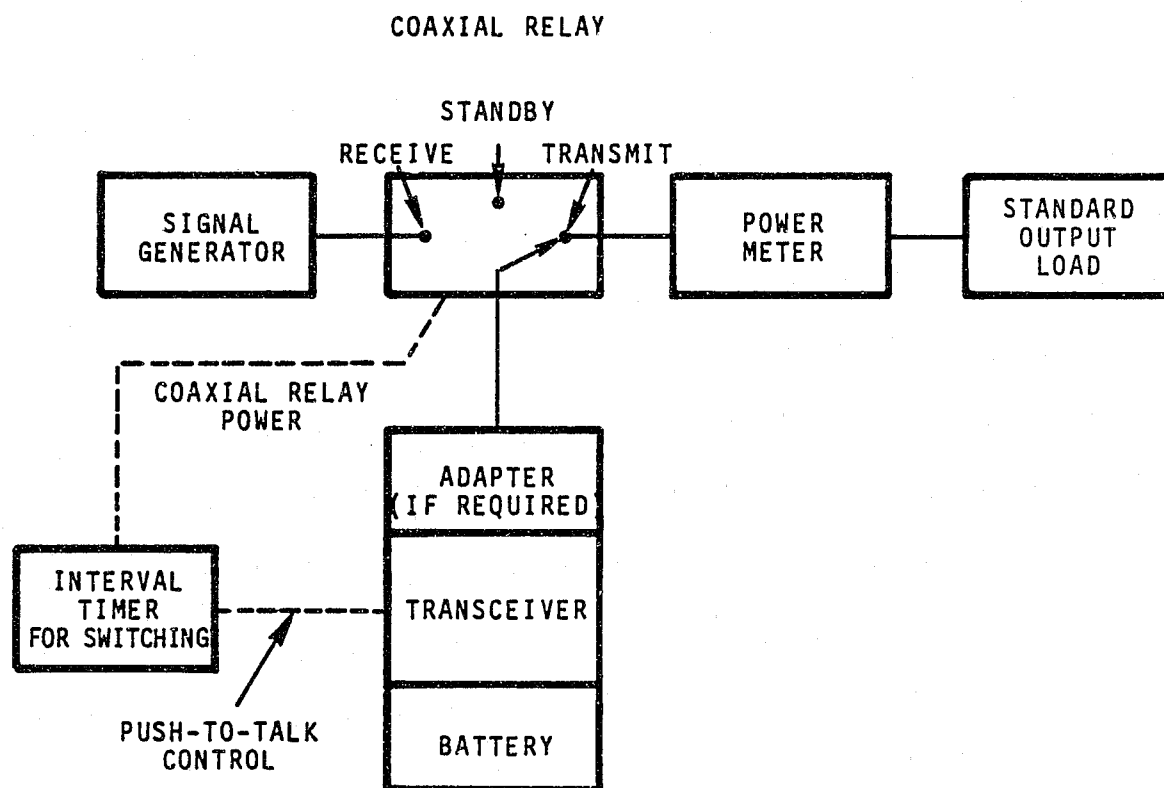 COAXIAL RELAY
STANDBY
RECEIVE
TRANSMIT
SIGNAL
GENERATOR
POWER
METER
STANDARD
OUTPUT
LOAD
COAXIAL RELAY
POWER
ADAPTER
(IF REQUIRED)
INTERVAL
TIMER
FOR SWITCHING
TRANSCEIVER
PUSH-TO-TALK
CONTROL
BATTERY